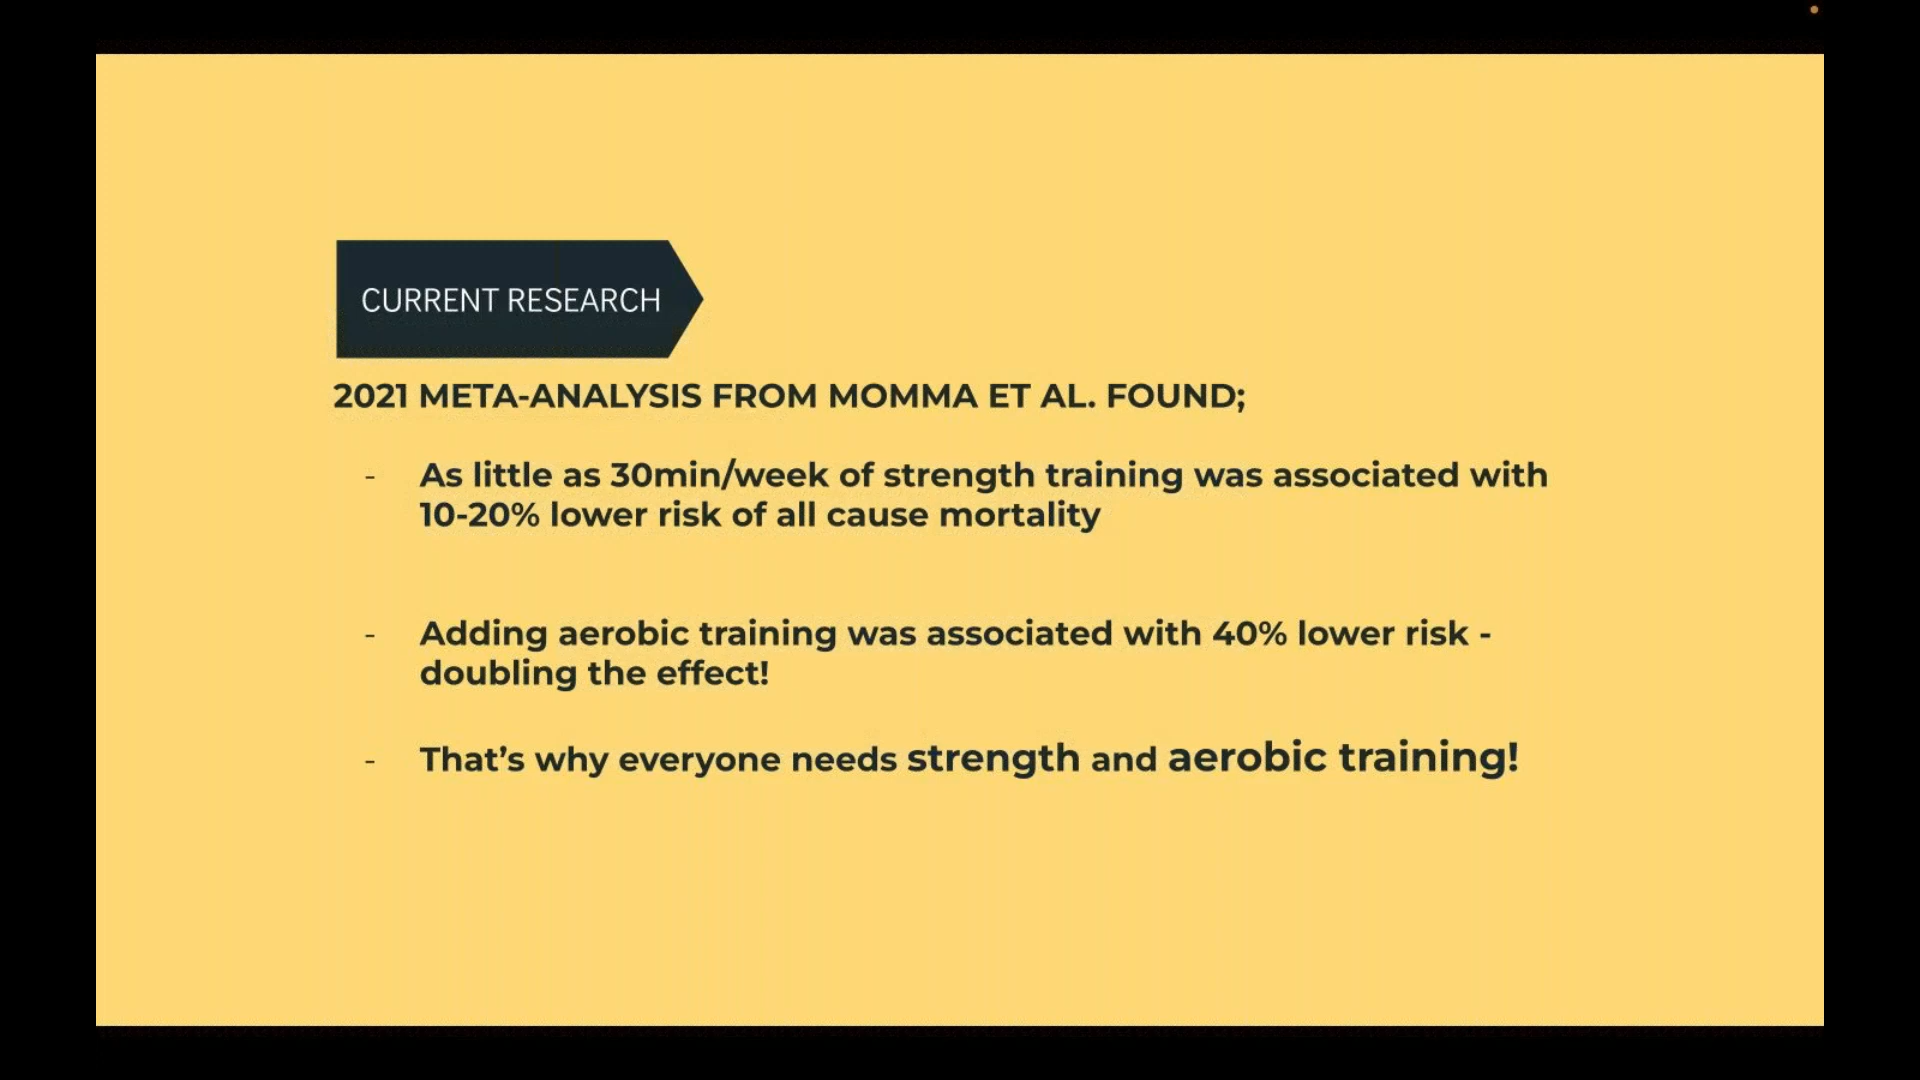 CURRENT RESEARCH
2021 META-ANALYSIS FROM MOMMA ET AL. FOUND;
- As little as 30min/week of strength training was associated with
10-20% lower risk of all cause mortality
- Adding aerobic training was associated with 40% lower risk -
doubling the effect!
- That’s why everyone needs strength and aerobic training!